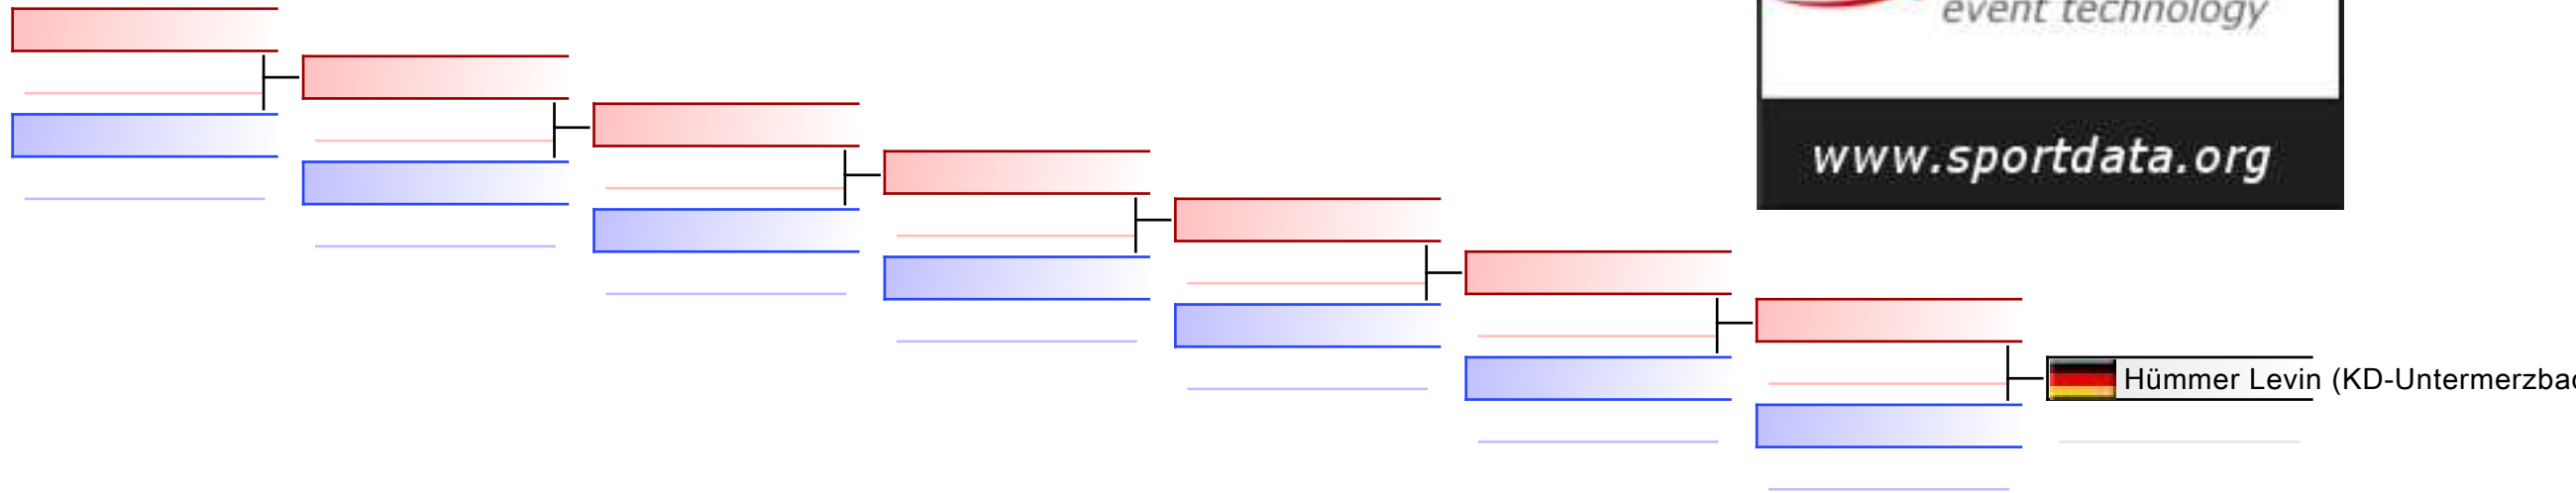 event technology
www.sportdata.org
Hümmer Levin (KD-Untermerzbac